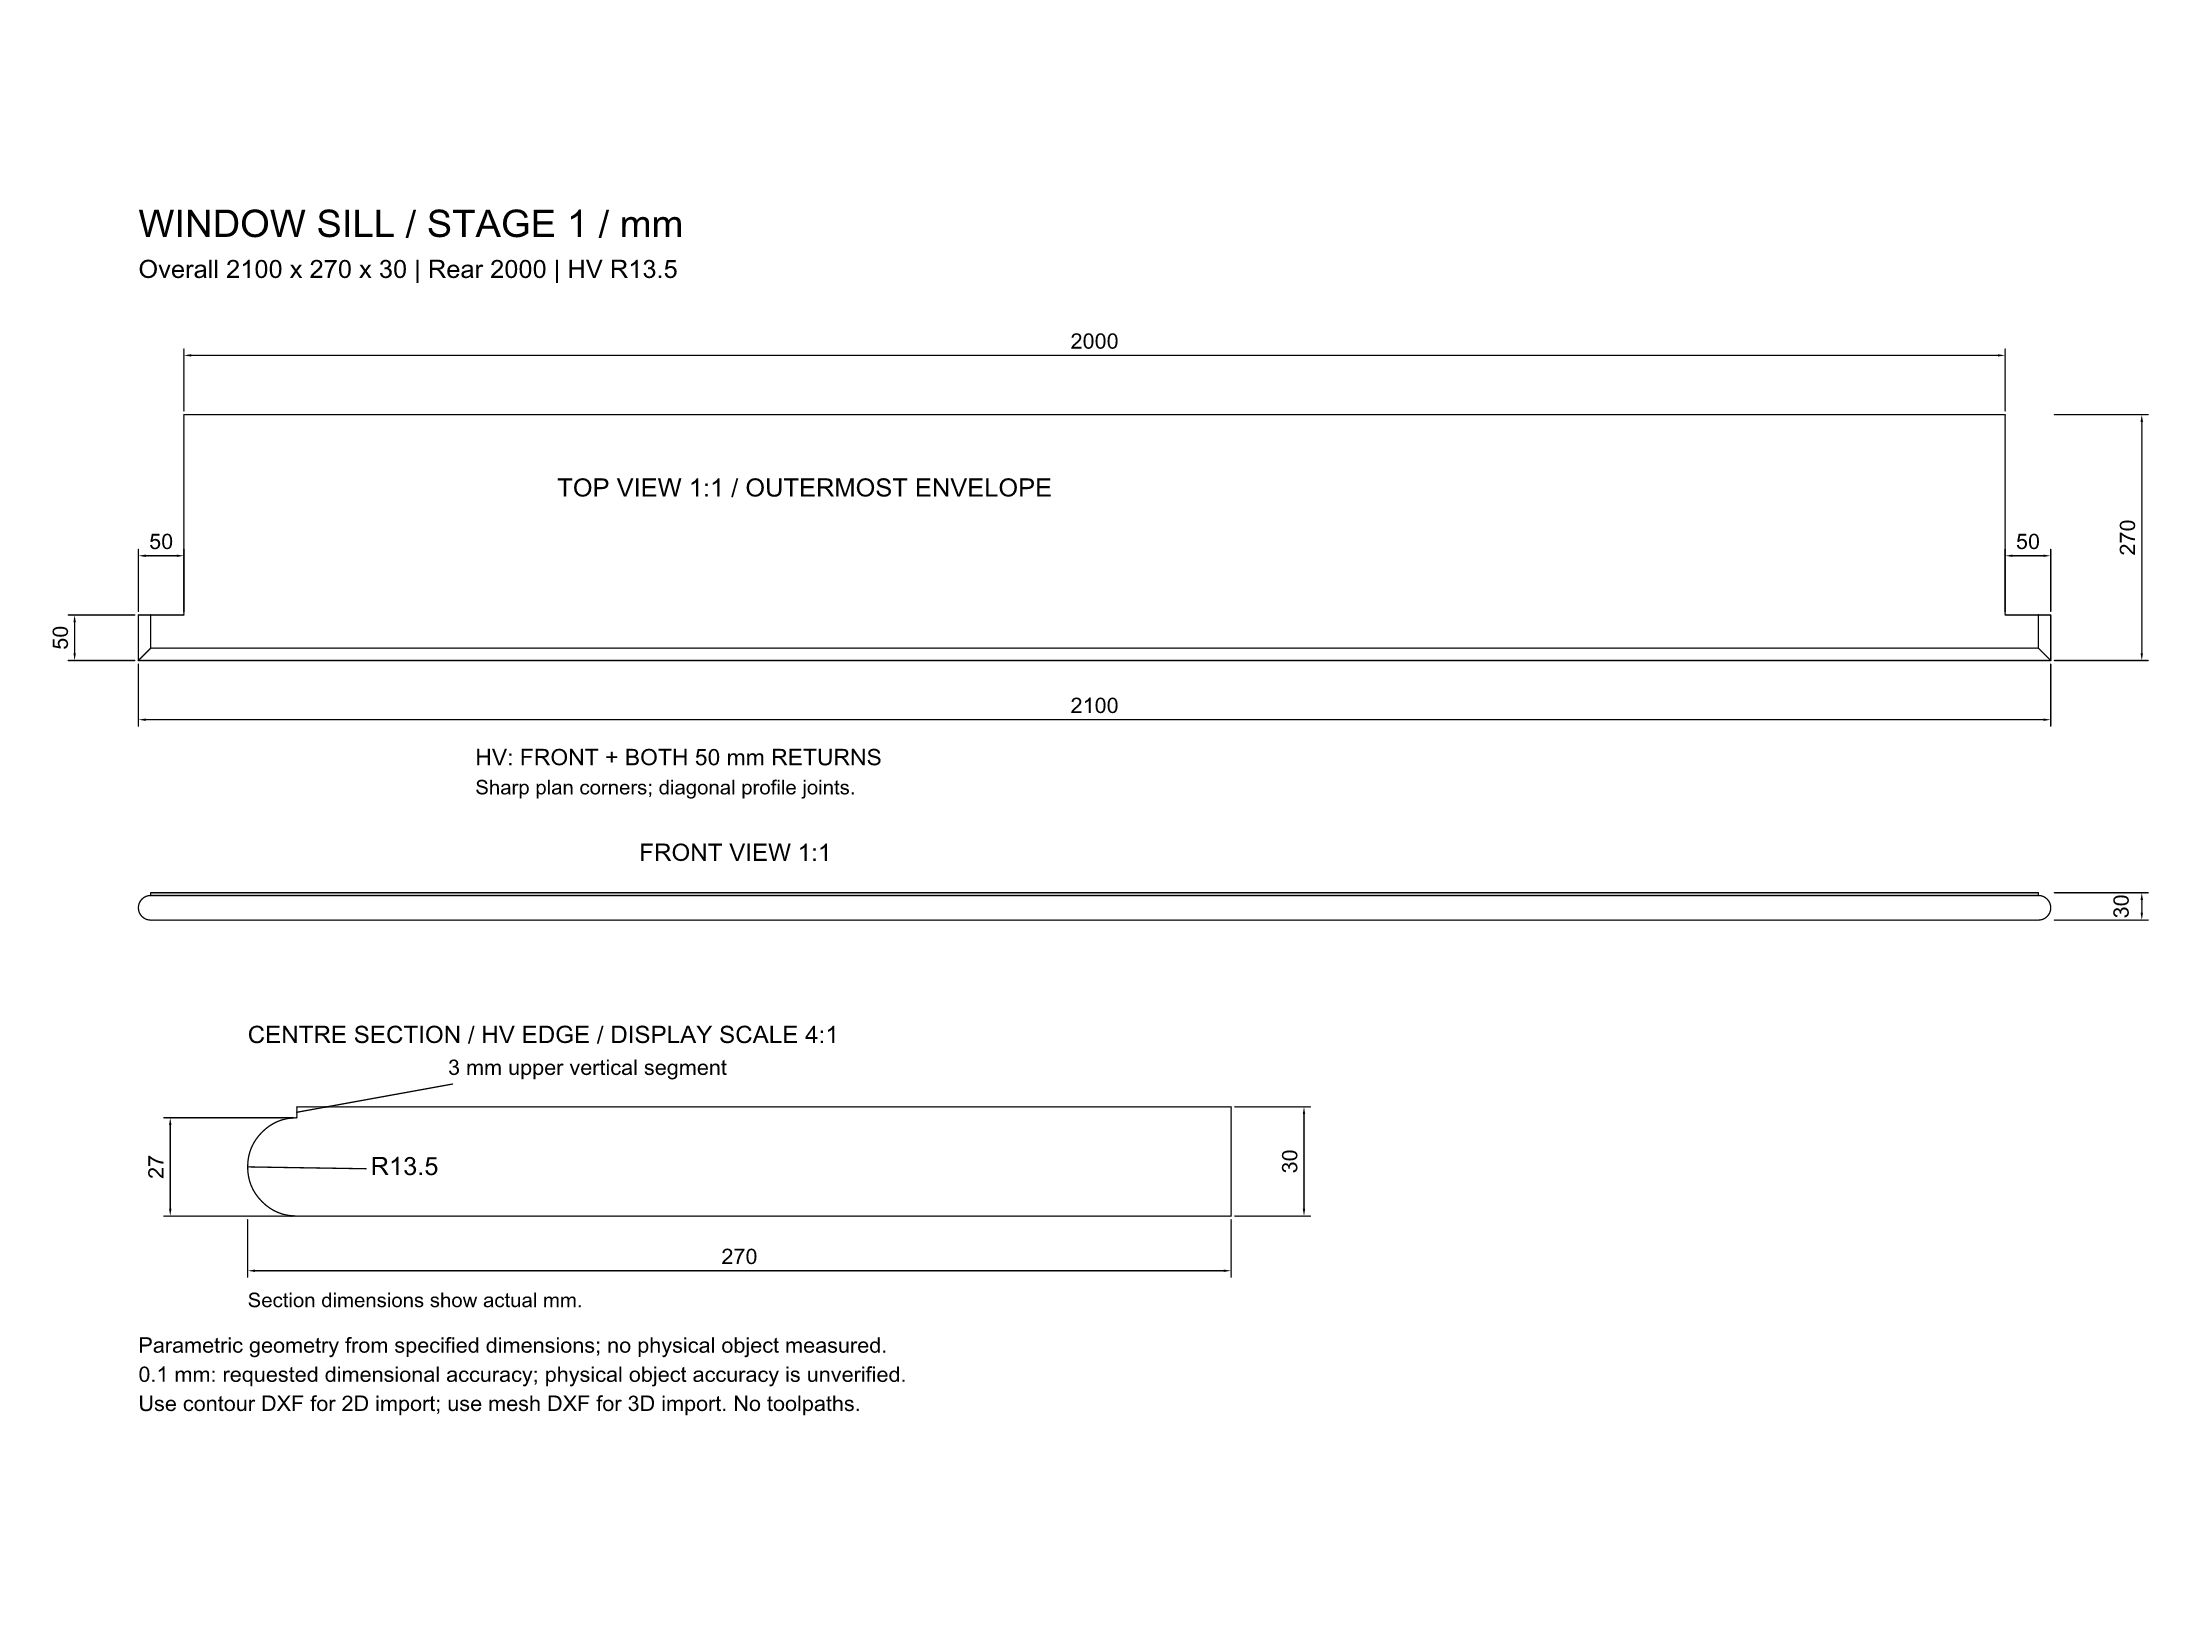 WINDOW SILL / STAGE 1 / mm
Overall 2100 x 270 x 30 | Rear 2000 | HV R13.5
2000
TOP VIEW 1:1 / OUTERMOST ENVELOPE
50
50
270
50
2100
HV: FRONT + BOTH 50 mm RETURNS
Sharp plan corners; diagonal profile joints.
FRONT VIEW 1:1
30
CENTRE SECTION / HV EDGE / DISPLAY SCALE 4:1
3 mm upper vertical segment
27
R13.5
30
270
Section dimensions show actual mm.
Parametric geometry from specified dimensions; no physical object measured.
0.1 mm: requested dimensional accuracy; physical object accuracy is unverified.
Use contour DXF for 2D import; use mesh DXF for 3D import. No toolpaths.